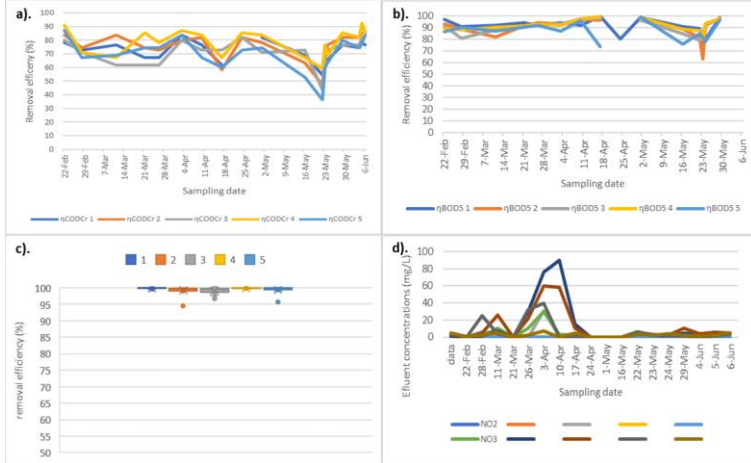 a).
Removal efficery (%)
100
90
80
70
60
50
40
30
20
10
0
22-Feb
29-Feb
7-Mar
14-Mar
21-Mar
28-Mar
4-Apr
11-Apr
18-Apr
25-Apr
2-May
9-May
16-May
23-May
30-May
6-Jun
Sampling date
ηCODCr 1 ηCODCr 2 ηCODCr 3 ηCODCr 4 ηCODCr 5
b).
Removal efficiency (%)
100
90
80
70
60
50
40
30
20
10
0
22-Feb
29-Feb
7-Mar
14-Mar
21-Mar
28-Mar
4-Apr
11-Apr
18-Apr
25-Apr
2-May
9-May
16-May
23-May
30-May
6-Jun
Sampling date
ηBOD5 1 ηBOD5 2 ηBOD5 3 ηBOD5 4 ηBOD5 5
c).
1 2 3 4 5
removal efficiency (%)
100
95
90
85
80
75
70
65
60
55
50
d).
Efluent concentrations (mg/L)
100
80
60
40
20
0
data
22-Feb
28-Feb
11-Mar
21-Mar
26-Mar
3-Apr
10-Apr
17-Apr
24-Apr
1-May
16-May
22-May
23-May
24-May
29-May
4-Jun
5-Jun
6-Jun
Sampling date
NO2
NO3